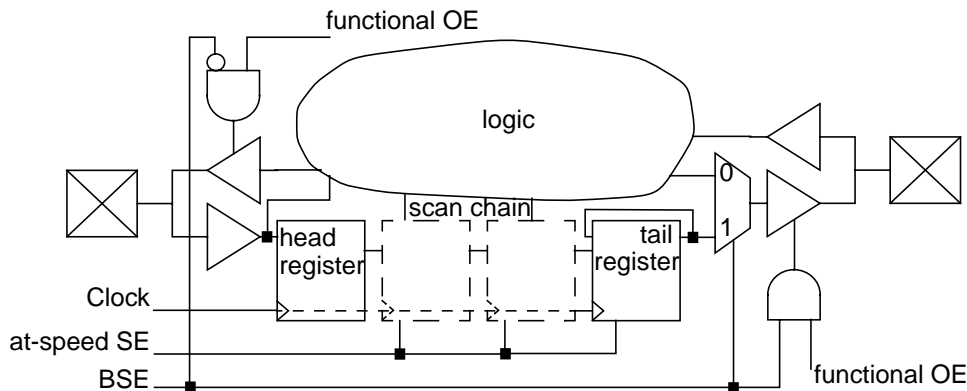 functional OE
logic
0
scan chain
1
head
register
tail
register
Clock
at-speed SE
BSE
functional OE